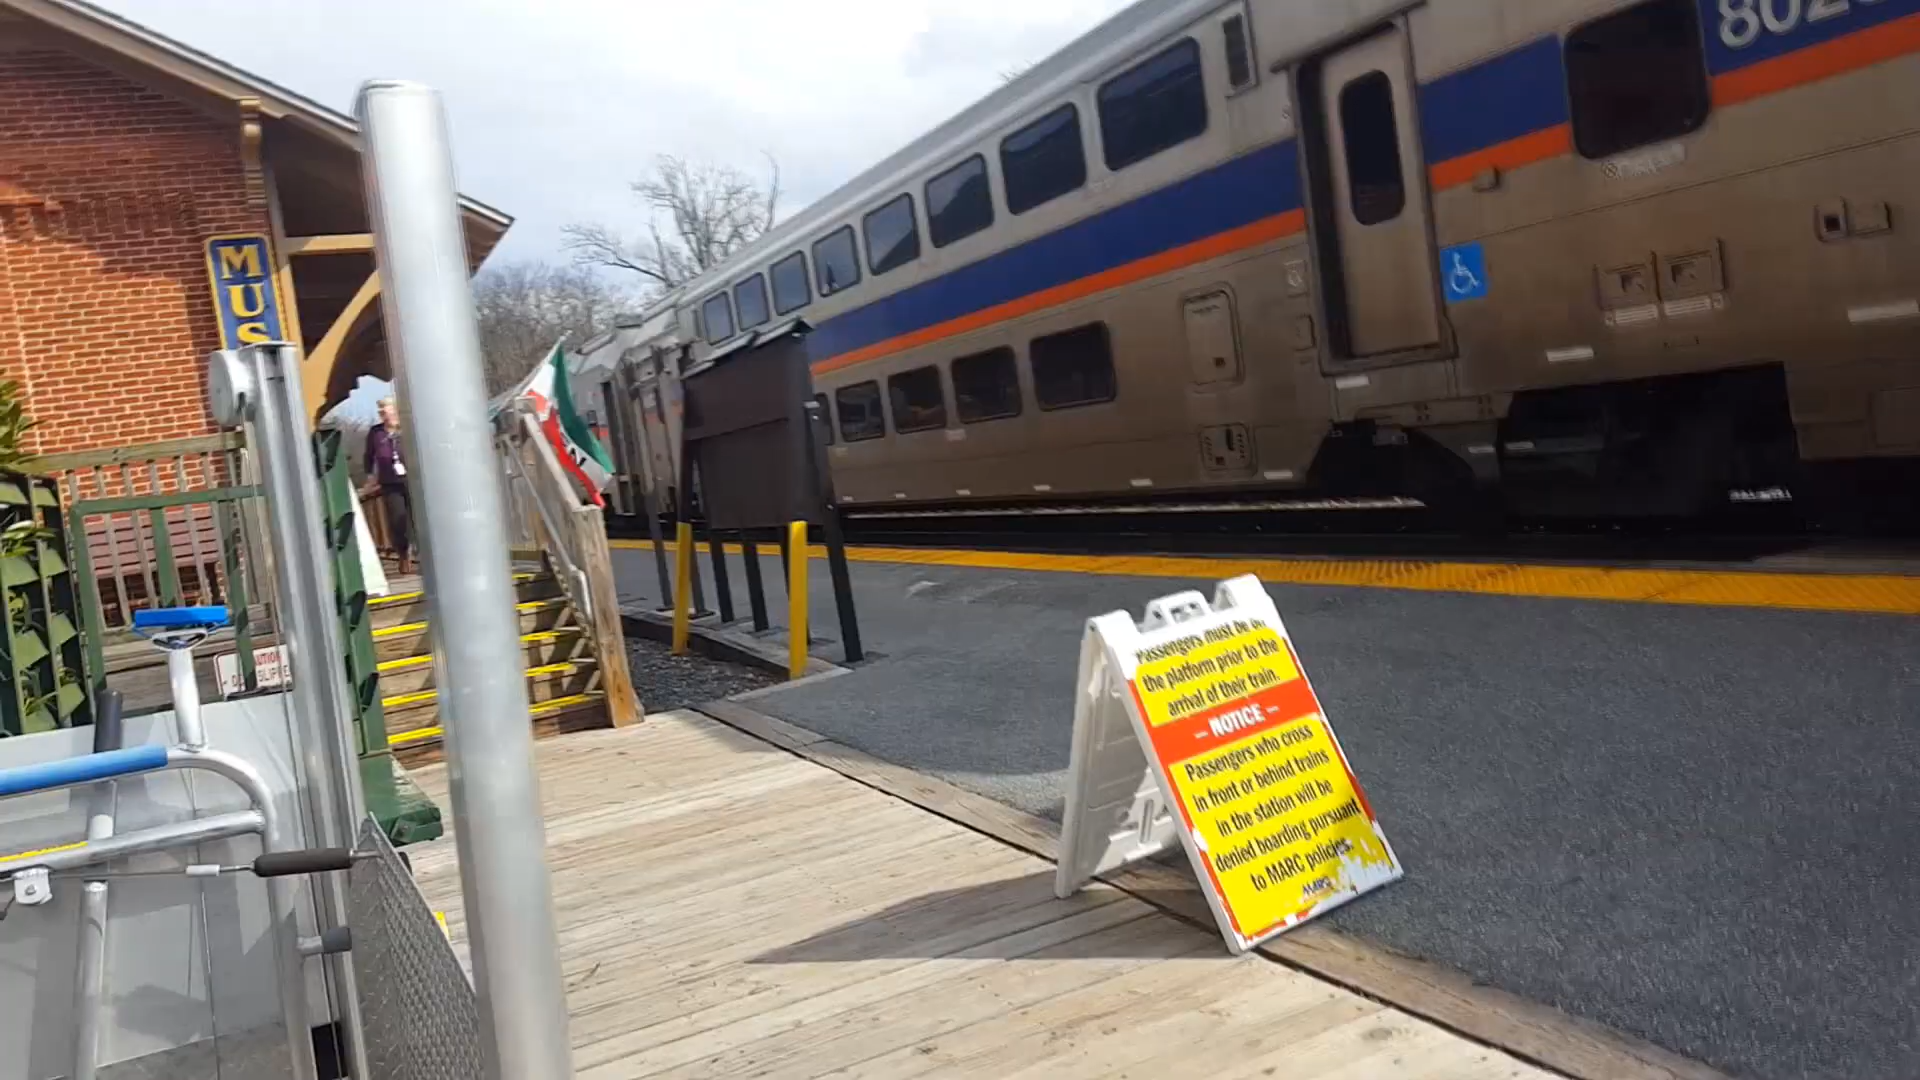 802
MUS
Passengers must be on
the platform prior to the
arrival of their train.
- NOTICE -
Passengers who cross
in front or behind trains
in the station will be
denied boarding pursuant
to MARC policies.
MARC